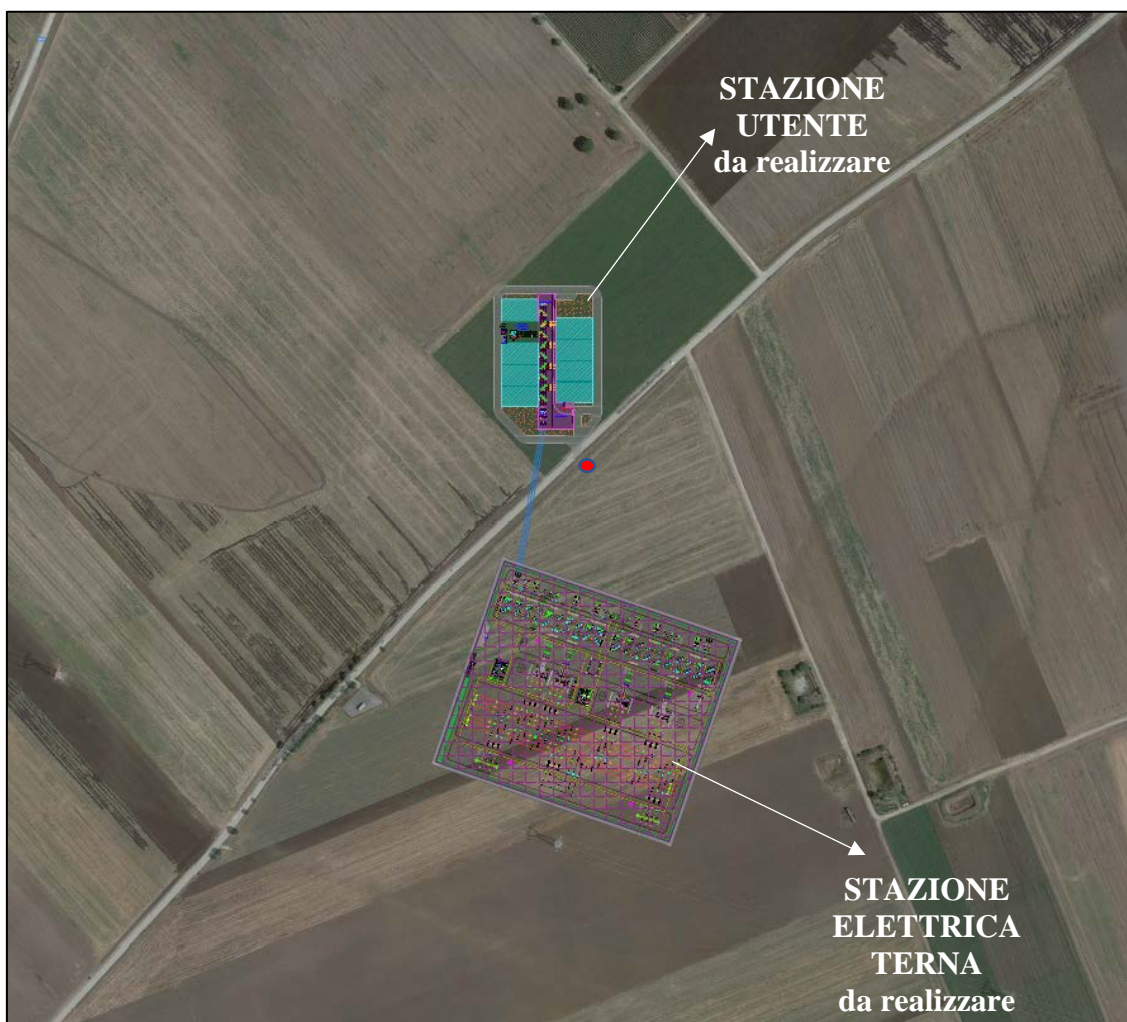 STAZIONE
UTENTE
da realizzare
STAZIONE
ELETTRICA
TERNA
da realizzare